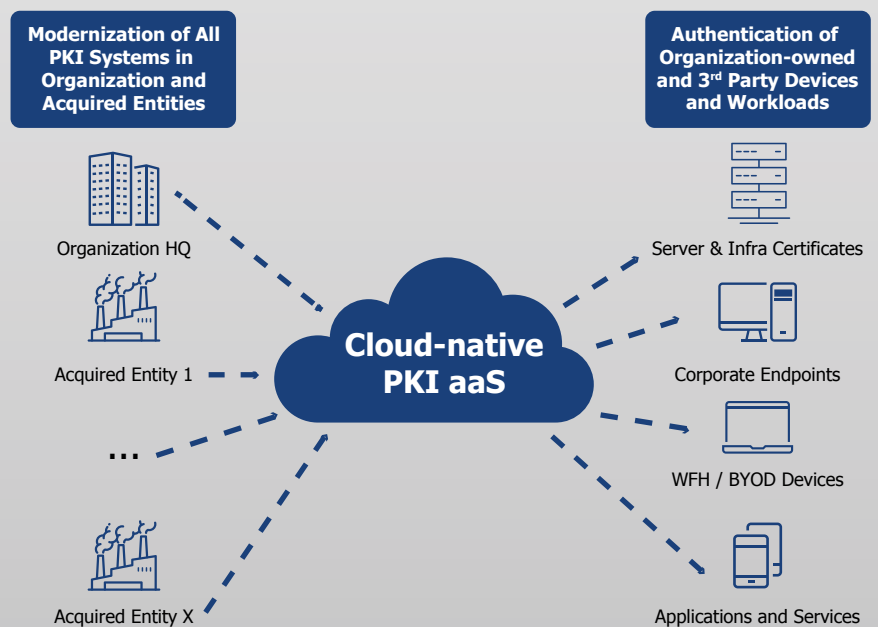 Modernization of All
PKI Systems in
Organization and
Acquired Entities
Authentication of
Organization-owned
and 3rd Party Devices
and Workloads
Organization HQ
Acquired Entity 1
...
Acquired Entity X
Cloud-native
PKI aaS
Server & Infra Certificates
Corporate Endpoints
WFH / BYOD Devices
Applications and Services